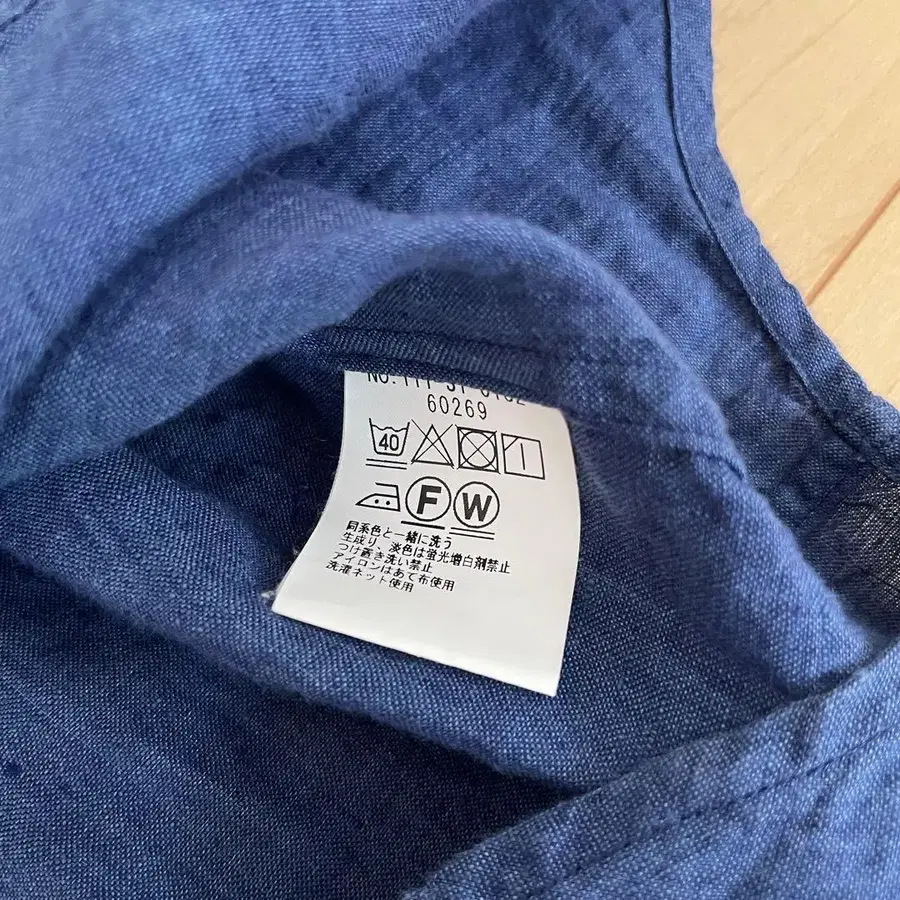 60269
40
F W
同系色と一緒に洗う
生成り、淡色は蛍光増白剤禁止
つけ置き洗い禁止
アイロンはあて布使用
洗濯ネット使用